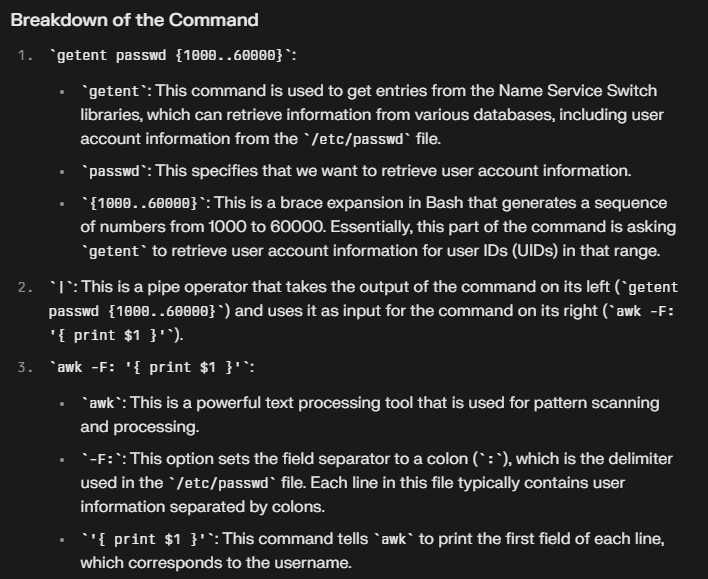 Breakdown of the Command
1. `getent passwd {1000..60000}`:
• `getent`: This command is used to get entries from the Name Service Switch
libraries, which can retrieve information from various databases, including user
account information from the `/etc/passwd` file.
• `passwd`: This specifies that we want to retrieve user account information.
• `{1000..60000}`: This is a brace expansion in Bash that generates a sequence
of numbers from 1000 to 60000. Essentially, this part of the command is asking
`getent` to retrieve user account information for user IDs (UIDs) in that range.
2. `|`: This is a pipe operator that takes the output of the command on its left (`getent
passwd {1000..60000}`) and uses it as input for the command on its right (`awk -F:
'{ print $1 }'`).
3. `awk -F: '{ print $1 }'`:
• `awk`: This is a powerful text processing tool that is used for pattern scanning
and processing.
• `-F:`: This option sets the field separator to a colon (`:`), which is the delimiter
used in the `/etc/passwd` file. Each line in this file typically contains user
information separated by colons.
• `'{ print $1 }'`: This command tells `awk` to print the first field of each line,
which corresponds to the username.